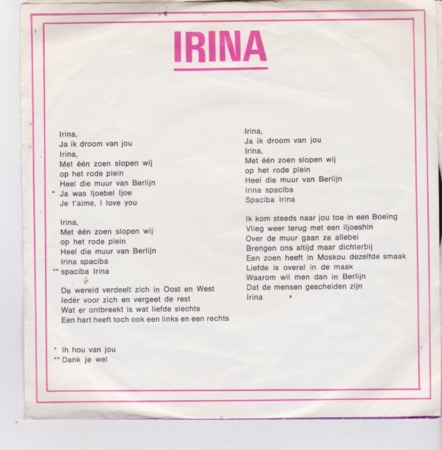 IRINA
Irina,
Ja ik droom van jou
Irina,
Met één zoen slopen wij
op het rode plein
Heel die muur van Berlijn
* Ja was ljoebel ljoe
Je t'aime, I love you
Irina,
Met één zoen slopen wij
op het rode plein
Heel die muur van Berlijn
Irina spaciba
** spaciba Irina
De wereld verdeelt zich in Oost en West
Ieder voor zich en vergeet de rest
Wat er ontbreekt is wat liefde slechts
Een hart heeft toch ook een links en een rechts
* Ih hou van jou
** Dank je wel
Irina,
Ja ik droom van jou
Irina,
Met één zoen slopen wij
op het rode plein
Heel die muur van Berlijn
Irina spaciba
Spaciba Irina
Ik kom steeds naar jou toe in een Boeing
Vlieg weer terug met een iljoeshin
Over de muur gaan ze allebei
Brengen ons altijd maar dichterbij
Een zoen heeft in Moskou dezelfde smaak
Liefde is overal in de maak
Waarom wil men dan in Berlijn
Dat de mensen gescheiden zijn
Irina